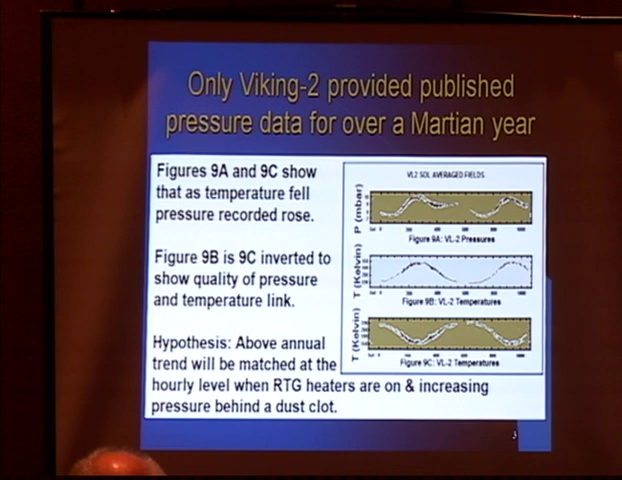 Only Viking-2 provided published
pressure data for over a Martian year
Figures 9A and 9C show
that as temperature fell
pressure recorded rose.
Figure 9B is 9C inverted to
show quality of pressure
and temperature link.
Hypothesis: Above annual
trend will be matched at the
hourly level when RTG heaters are on & increasing
pressure behind a dust clot.
VL2 SOL AVERAGED FIELDS
P (mbar)
Figure 9A: VL-2 Pressures
T (Kelvin)
Figure 9B: VL-2 Temperatures
T (Kelvin)
Figure 9C: VL-2 Temperatures